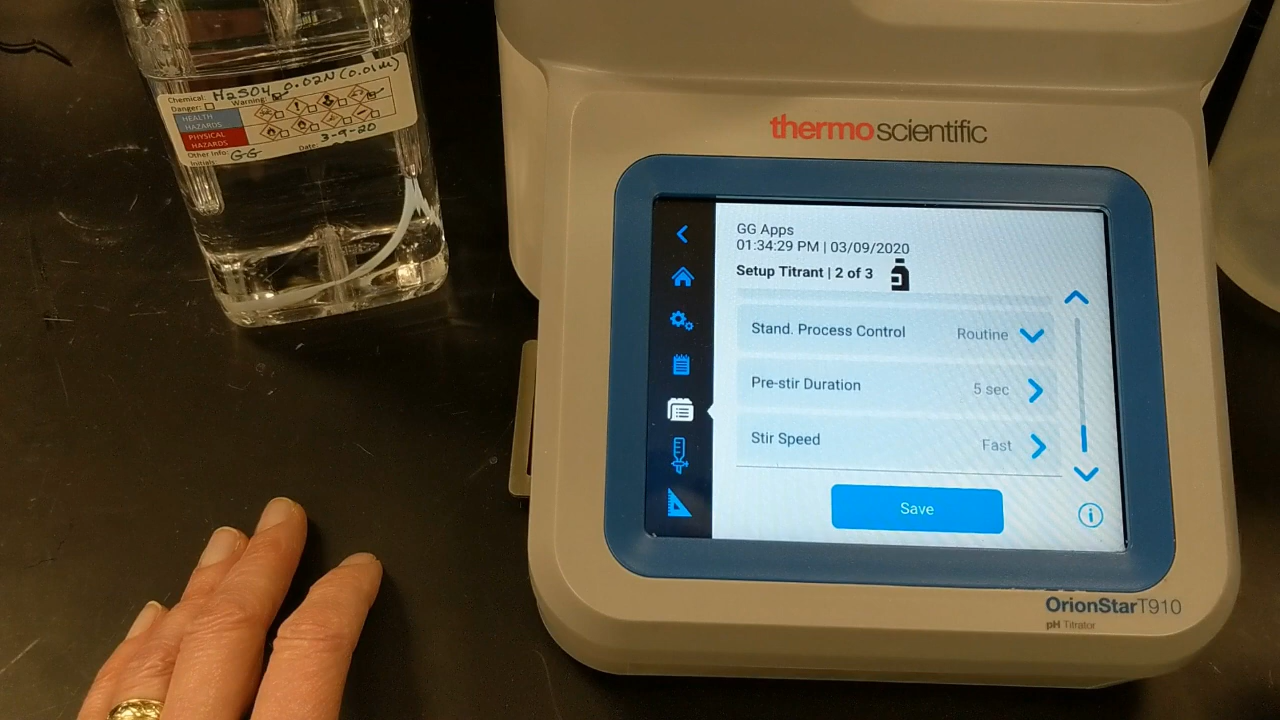 Chemical: H2SO4 0.02N (0.01M)
Danger: Warning:
HEALTH
HAZARDS
PHYSICAL
HAZARDS
Other Info: Date: 3-9-20
Initials: GG
thermo scientific
GG Apps
01:34:29 PM | 03/09/2020
Setup Titrant | 2 of 3
Stand. Process Control Routine
Pre-stir Duration 5 sec
Stir Speed Fast
Save
OrionStar T910
pH Titrator